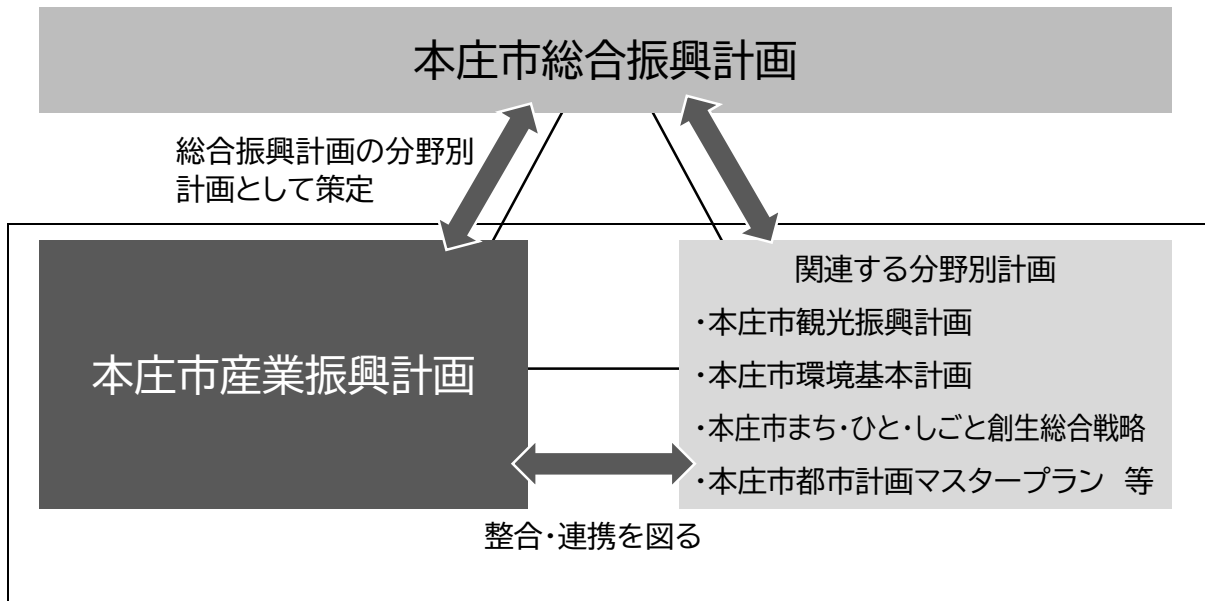 本庄市総合振興計画
総合振興計画の分野別
計画として策定
本庄市産業振興計画
関連する分野別計画
・本庄市観光振興計画
・本庄市環境基本計画
・本庄市まち・ひと・しごと創生総合戦略
・本庄市都市計画マスタープラン 等
整合・連携を図る